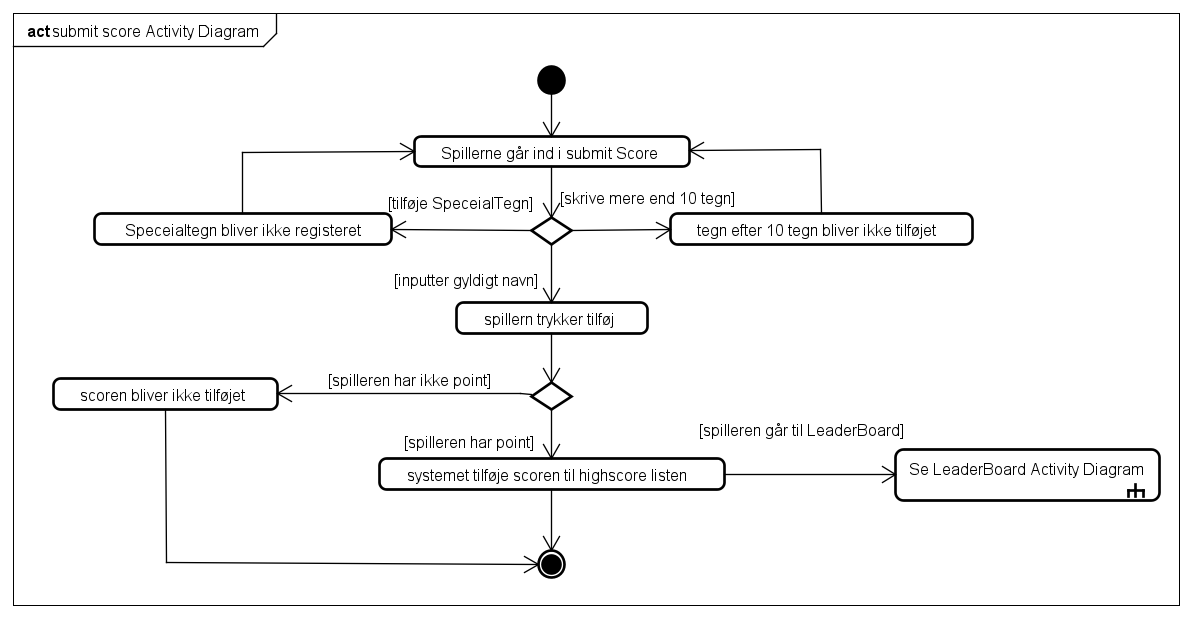 act submit score Activity Diagram
Spillerne går ind i submit Score
[tilføje SpeceialTegn]
[skrive mere end 10 tegn]
Speceialtegn bliver ikke registeret
tegn efter 10 tegn bliver ikke tilføjet
[inputter gyldigt navn]
spillern trykker tilføj
[spilleren har ikke point]
scoren bliver ikke tilføjet
[spilleren har point]
[spilleren går til LeaderBoard]
systemet tilføje scoren til highscore listen
Se LeaderBoard Activity Diagram